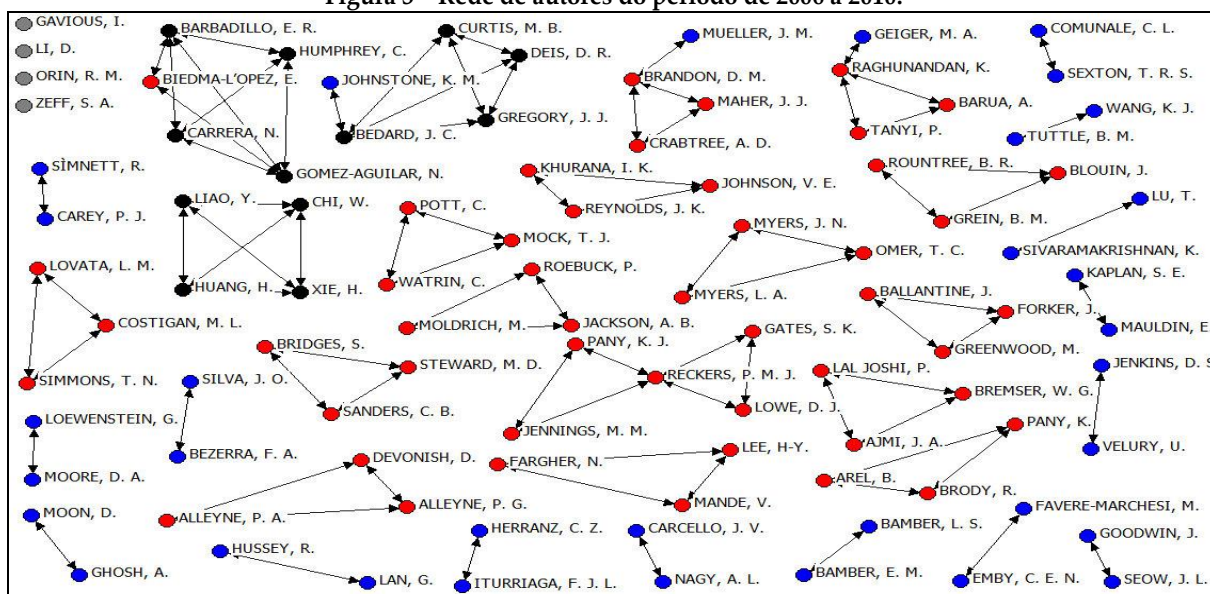 Figura 3 – Rede de autores do período de 2006 a 2010.
GAVIOUS, I.
LI, D.
ORIN, R. M.
ZEFF, S. A.
BARBADILLO, E. R.
HUMPHREY, C.
BIEDMA-L'OPEZ, E.
CARRERA, N.
GOMEZ-AGUILAR, N.
CURTIS, M. B.
DEIS, D. R.
JOHNSTONE, K. M.
GREGORY, J. J.
BEDARD, J. C.
MUELLER, J. M.
BRANDON, D. M.
MAHER, J. J.
CRABTREE, A. D.
GEIGER, M. A.
RAGHUNANDAN, K.
BARUA, A.
TANYI, P.
COMUNALE, C. L.
SEXTON, T. R. S.
WANG, K. J.
TUTTLE, B. M.
SÌMNETT, R.
CAREY, P. J.
LIAO, Y.
CHI, W.
HUANG, H.
XIE, H.
KHURANA, I. K.
JOHNSON, V. E.
REYNOLDS, J. K.
POTT, C.
MOCK, T. J.
WATRIN, C.
ROUNTREE, B. R.
BLOUIN, J.
GREIN, B. M.
LU, T.
SIVARAMAKRISHNAN, K.
MYERS, J. N.
OMER, T. C.
MYERS, L. A.
LOVATA, L. M.
COSTIGAN, M. L.
SIMMONS, T. N.
ROEBUCK, P.
MOLDRICH, M.
JACKSON, A. B.
KAPLAN, S. E.
MAULDIN, E
BALLANTINE, J.
FORKER, J.
GREENWOOD, M.
BRIDGES, S.
STEWARD, M. D.
SANDERS, C. B.
PANY, K. J.
GATES, S. K.
RECKERS, P. M. J.
LOWE, D. J.
JENNINGS, M. M.
LAL JOSHI, P.
BREMSER, W. G.
AJMI, J. A.
JENKINS, D. S
VELURY, U.
SILVA, J. O.
BEZERRA, F. A.
LOEWENSTEIN, G.
MOORE, D. A.
PANY, K.
AREL, B.
BRODY, R.
DEVONISH, D.
ALLEYNE, P. G.
ALLEYNE, P. A.
FARGHER, N.
LEE, H-Y.
MANDE, V.
MOON, D.
GHOSH, A.
HUSSEY, R.
LAN, G.
HERRANZ, C. Z.
ITURRIAGA, F. J. L.
CARCELLO, J. V.
NAGY, A. L.
BAMBER, L. S.
BAMBER, E. M.
FAVERE-MARCHESI, M.
EMBY, C. E. N.
GOODWIN, J.
SEOW, J. L.